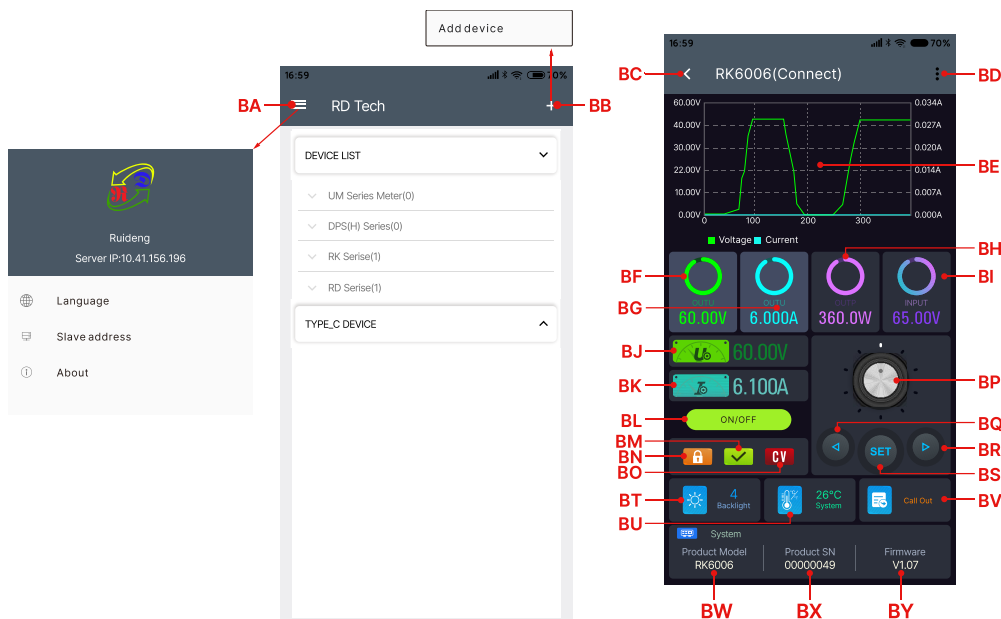 Add device
16:59
70%
BA
RD Tech
+
BB
DEVICE LIST
UM Series Meter(0)
DPS(H) Series(0)
RK Serise(1)
RD Serise(1)
TYPE_C DEVICE
Ruideng
Server IP:10.41.156.196
Language
Slave address
About
16:59
70%
BC
RK6006(Connect)
BD
60.00V
0.034A
40.00V
0.027A
30.00V
0.020A
BE
22.00V
0.014A
10.00V
0.007A
0.00V
0.000A
0
100
200
300
Voltage
Current
BH
BF
BI
BG
OUTU
OUTU
INPUT
60.00V
6.000A
360.0W
65.00V
BJ
U₀
60.00V
BK
I₀
6.100A
BP
BL
ON/OFF
BQ
BM
BN
CV
BO
BR
SET
BS
BT
4
Backlight
26°C
System
BU
Call Out
BV
System
Product Model
Product SN
Firmware
RK6006
00000049
V1.07
BW
BX
BY